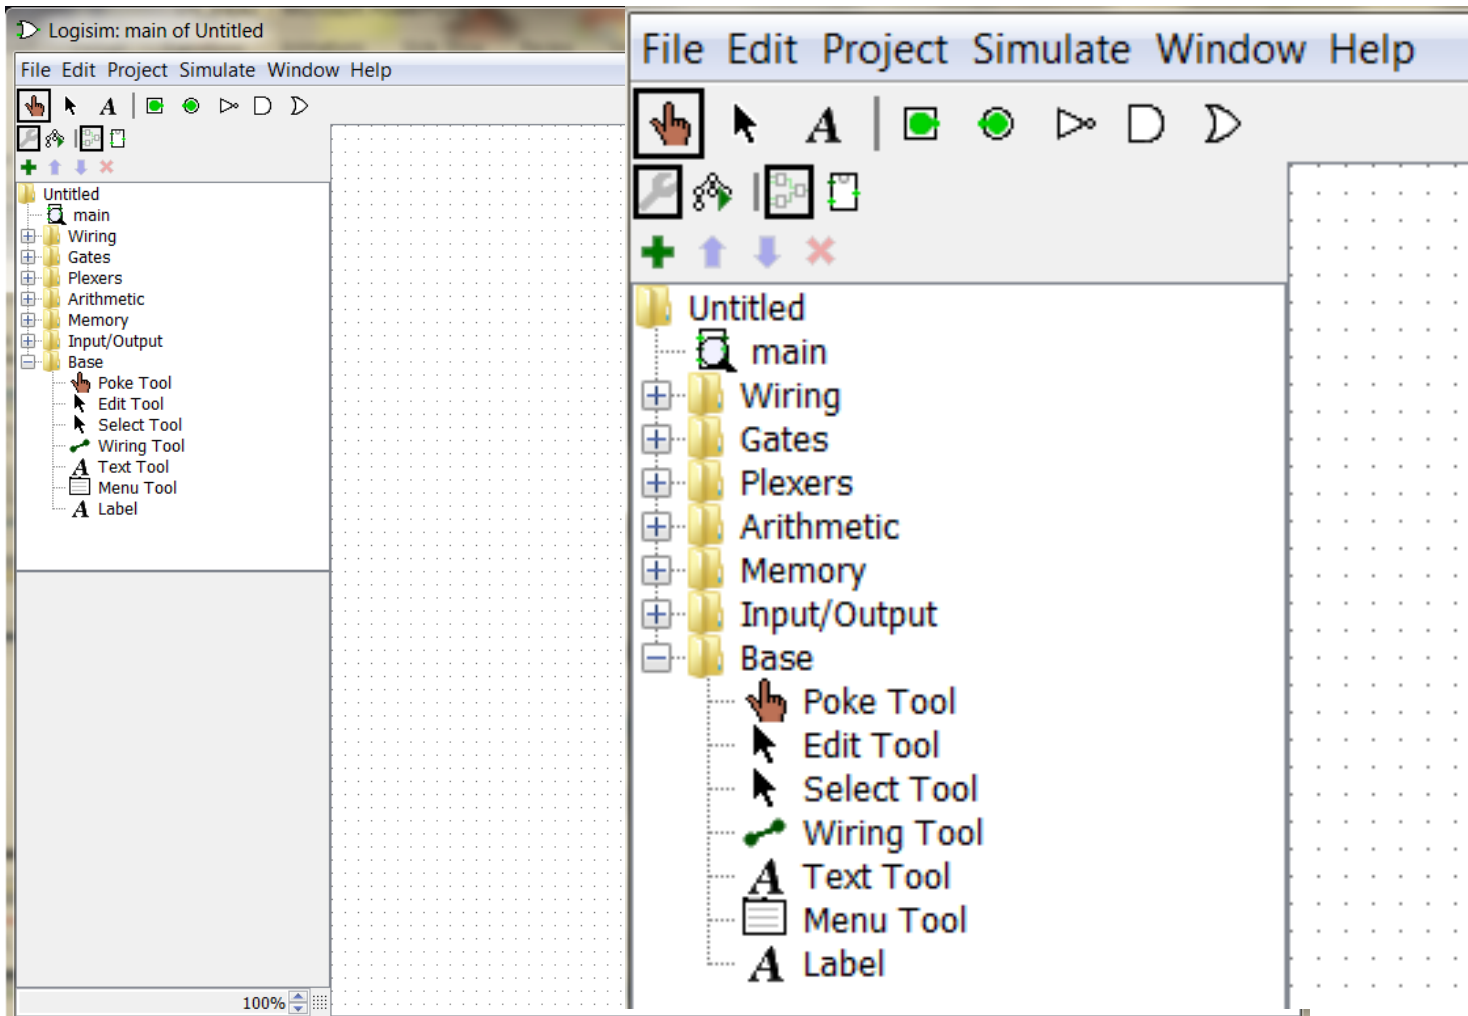 Logisim: main of Untitled
File Edit Project Simulate Window Help
A
Untitled
main
Wiring
Gates
Plexers
Arithmetic
Memory
Input/Output
Base
Poke Tool
Edit Tool
Select Tool
Wiring Tool
A Text Tool
Menu Tool
A Label
100%
File Edit Project Simulate Window Help
A
Untitled
main
Wiring
Gates
Plexers
Arithmetic
Memory
Input/Output
Base
Poke Tool
Edit Tool
Select Tool
Wiring Tool
A Text Tool
Menu Tool
A Label